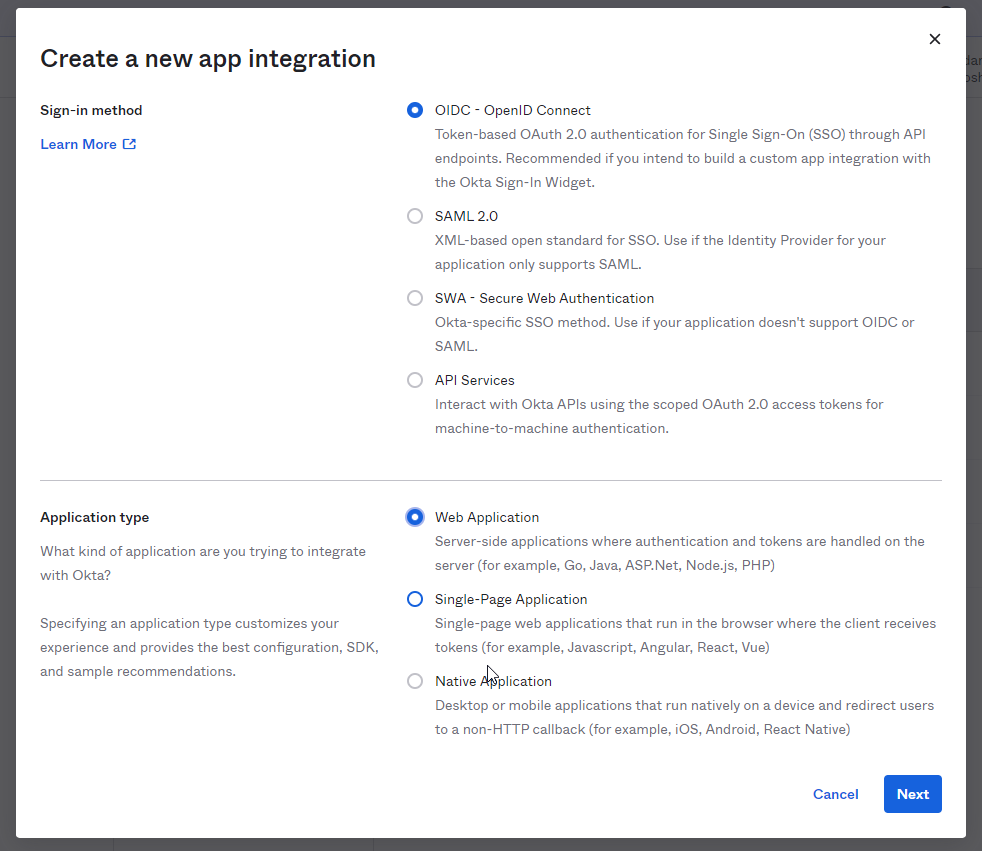 Create a new app integration
Sign-in method
Learn More
OIDC - OpenID Connect
Token-based OAuth 2.0 authentication for Single Sign-On (SSO) through API
endpoints. Recommended if you intend to build a custom app integration with
the Okta Sign-In Widget.
SAML 2.0
XML-based open standard for SSO. Use if the Identity Provider for your
application only supports SAML.
SWA - Secure Web Authentication
Okta-specific SSO method. Use if your application doesn't support OIDC or
SAML.
API Services
Interact with Okta APIs using the scoped OAuth 2.0 access tokens for
machine-to-machine authentication.
Application type
What kind of application are you trying to integrate
with Okta?
Specifying an application type customizes your
experience and provides the best configuration, SDK,
and sample recommendations.
Web Application
Server-side applications where authentication and tokens are handled on the
server (for example, Go, Java, ASP.Net, Node.js, PHP)
Single-Page Application
Single-page web applications that run in the browser where the client receives
tokens (for example, Javascript, Angular, React, Vue)
Native Application
Desktop or mobile applications that run natively on a device and redirect users
to a non-HTTP callback (for example, iOS, Android, React Native)
Cancel
Next